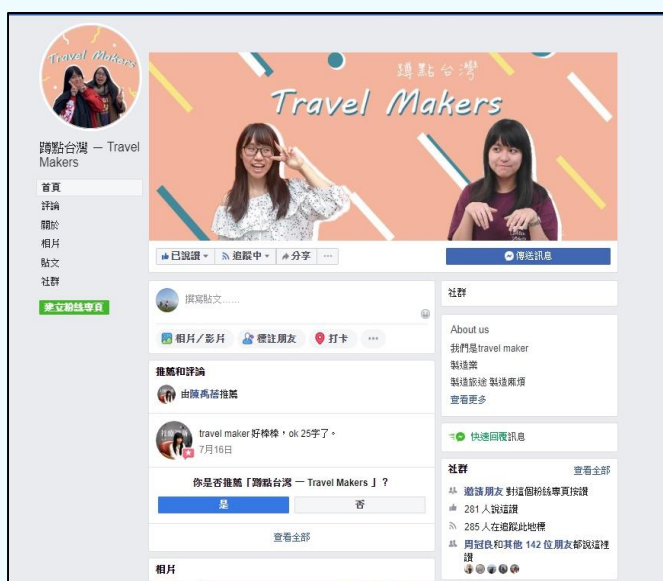 Travel Makers
蹲點台灣 — Travel
Makers
首頁
評論
關於
相片
貼文
社群
建立粉絲專頁
蹲點台灣
Travel Makers
已說讚
追蹤中
分享
傳送訊息
撰寫貼文……
相片/影片
標註朋友
打卡
推薦和評論
由陳禹蓓推薦
travel maker 好棒棒,ok 25字了。
7月16日
你是否推薦「蹲點台灣 — Travel Makers 」?
是
否
查看全部
相片
社群
About us
我們是travel maker
製造業
製造旅途 製造麻煩
查看更多
快速回覆訊息
社群
查看全部
邀請朋友 對這個粉絲專頁按讚
281 人說這讚
285 人在追蹤此地標
周冠良和其他 142 位朋友都說這裡
讚